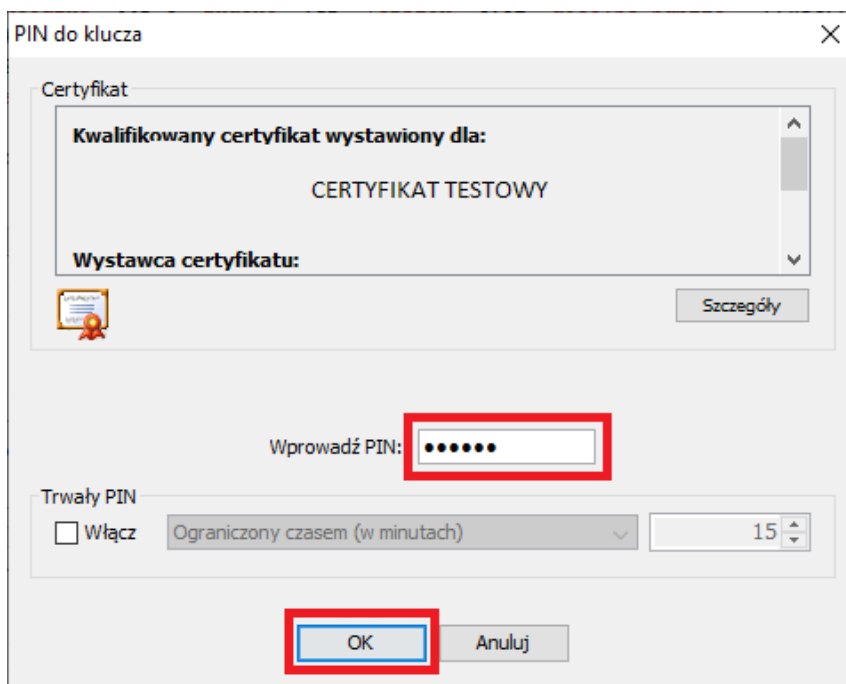 PIN do klucza
Certyfikat
Kwalifikowany certyfikat wystawiony dla:
CERTYFIKAT TESTOWY
Wystawca certyfikatu:
Szczegóły
Wprowadź PIN: ••••••
Trwały PIN
Włącz Ograniczony czasem (w minutach) 15
OK Anuluj